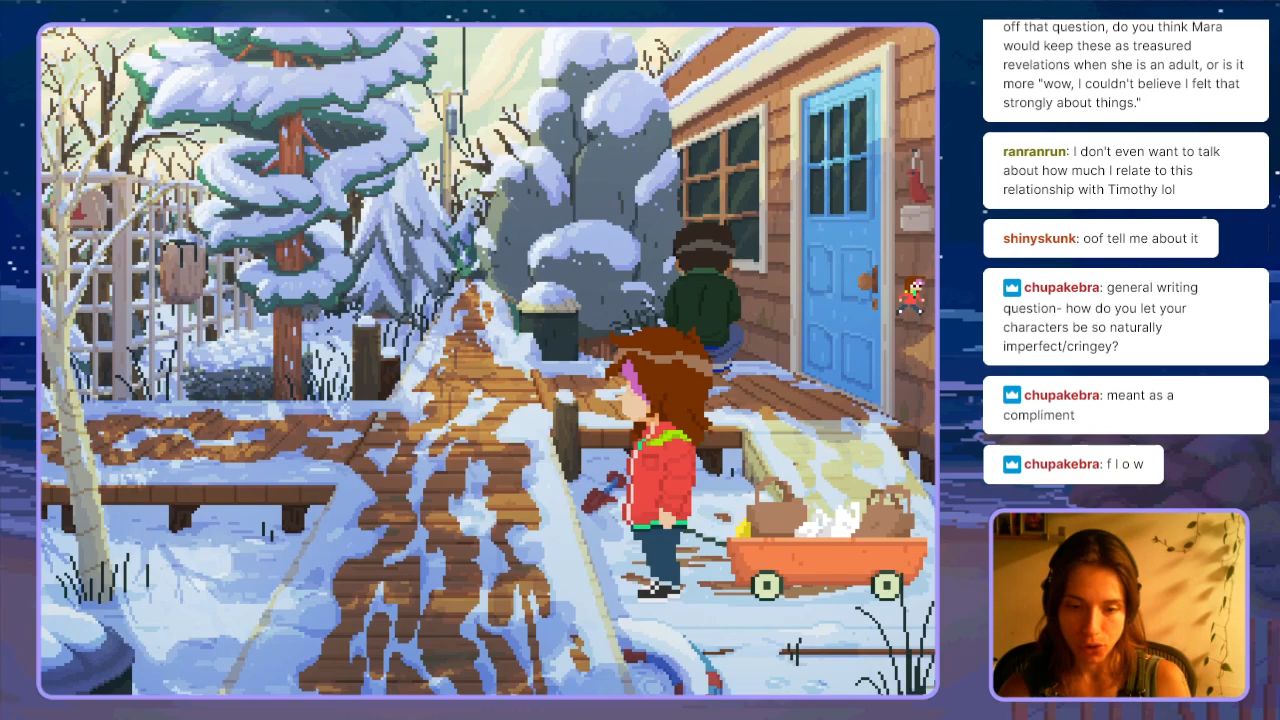 off that question, do you think Mara
would keep these as treasured
revelations when she is an adult, or is it
more "wow, I couldn't believe I felt that
strongly about things."
ranranrun: I don't even want to talk
about how much I relate to this
relationship with Timothy lol
shinyskunk: oof tell me about it
chupakebra: general writing
question- how do you let your
characters be so naturally
imperfect/cringey?
chupakebra: meant as a
compliment
chupakebra: f l o w